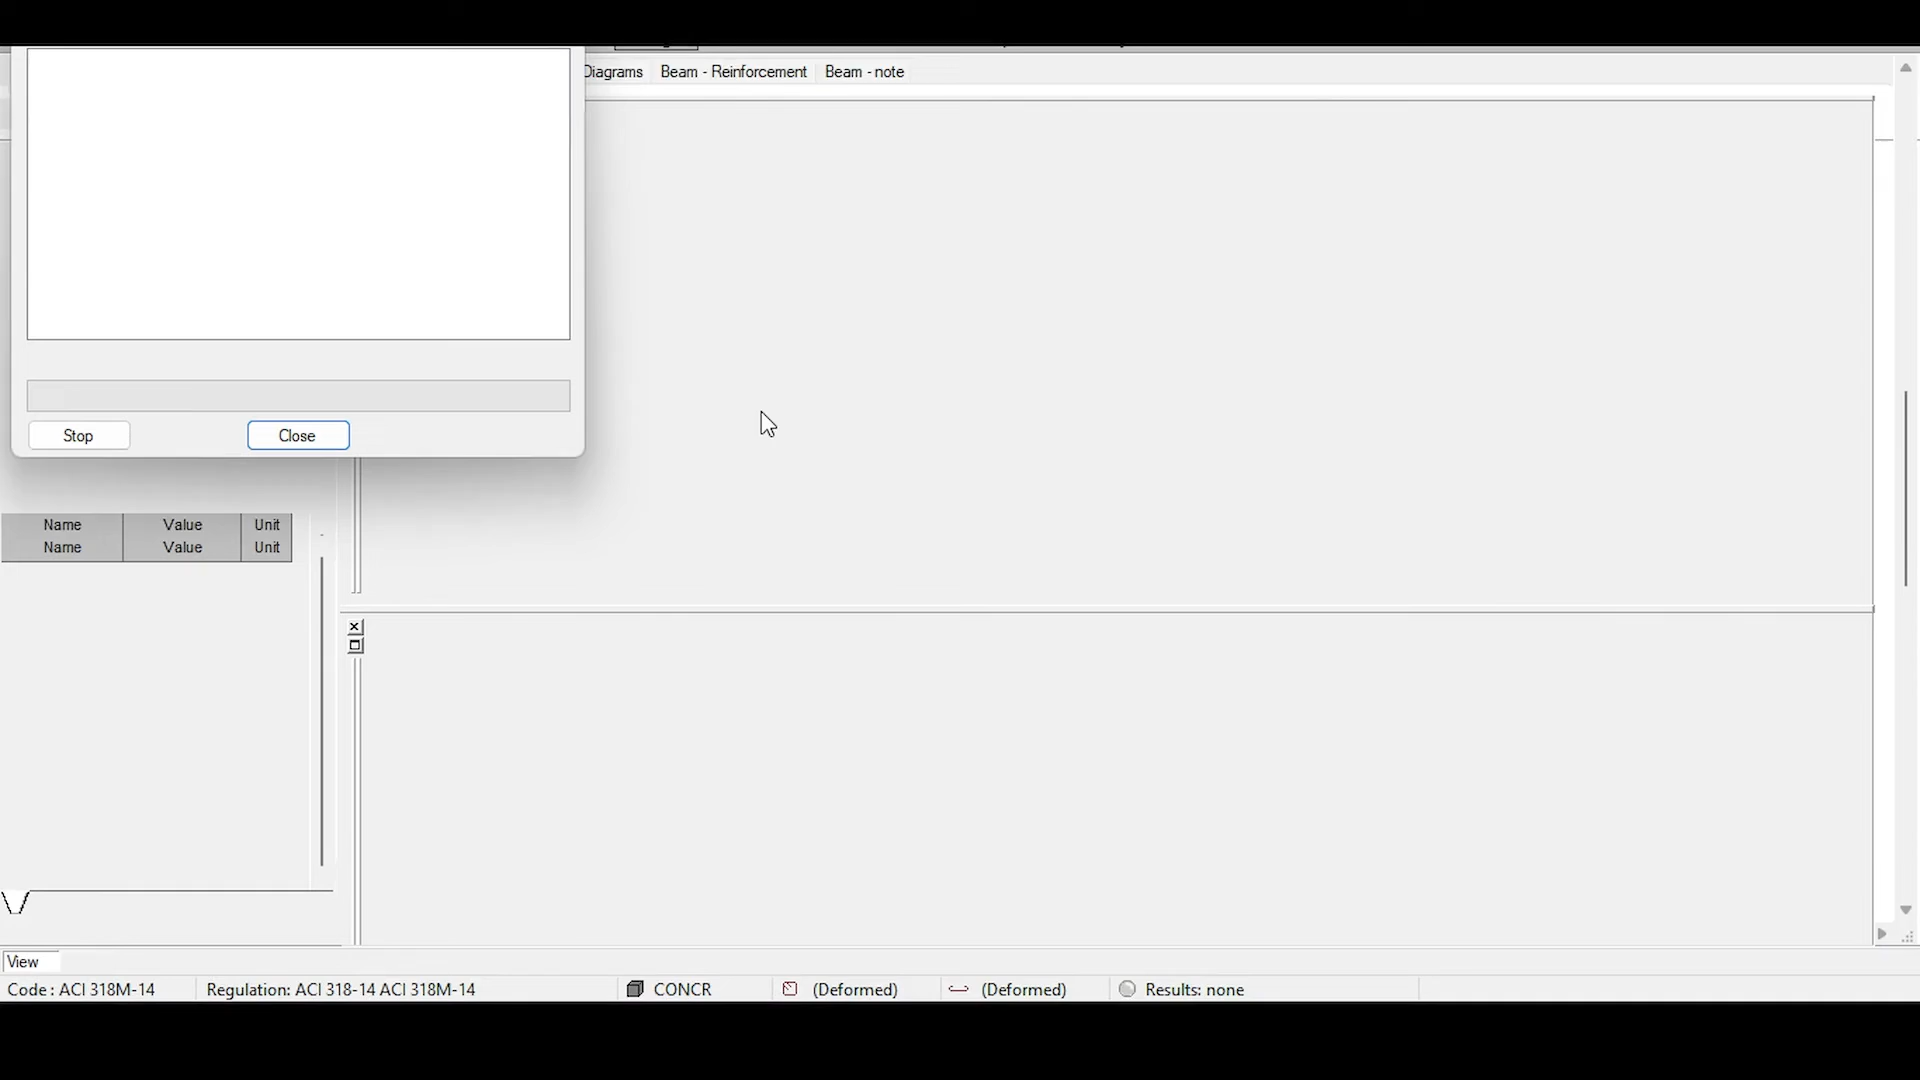 Diagrams Beam - Reinforcement Beam - note
Stop Close
Name Value Unit
Name Value Unit
View
Code : ACI 318M-14 Regulation: ACI 318-14 ACI 318M-14 CONCR (Deformed) (Deformed) Results: none